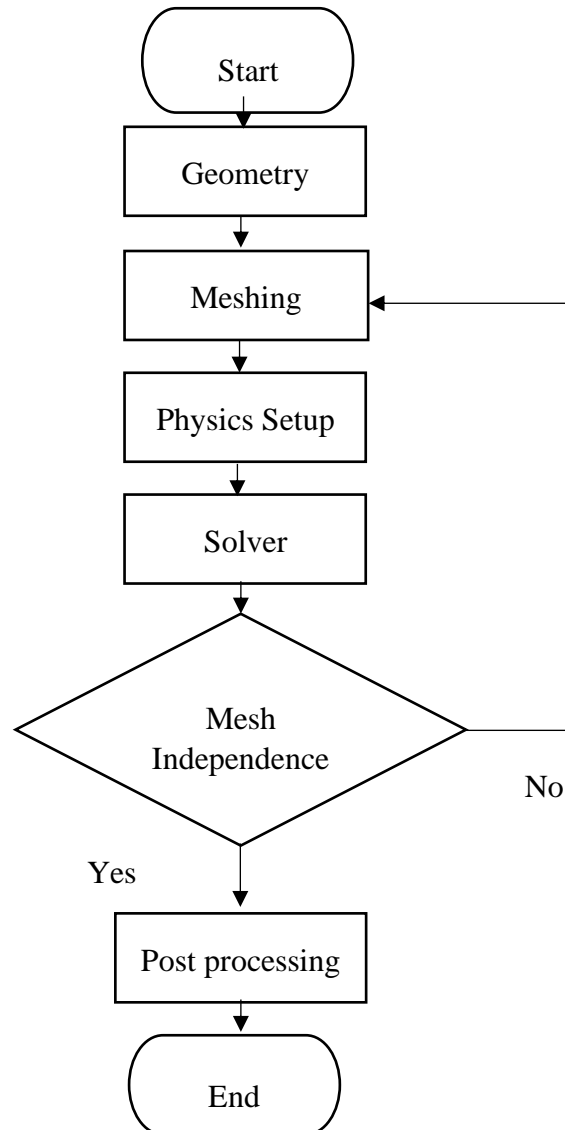 Start
Geometry
Meshing
Physics Setup
Solver
Mesh
Independence
No
Yes
Post processing
End